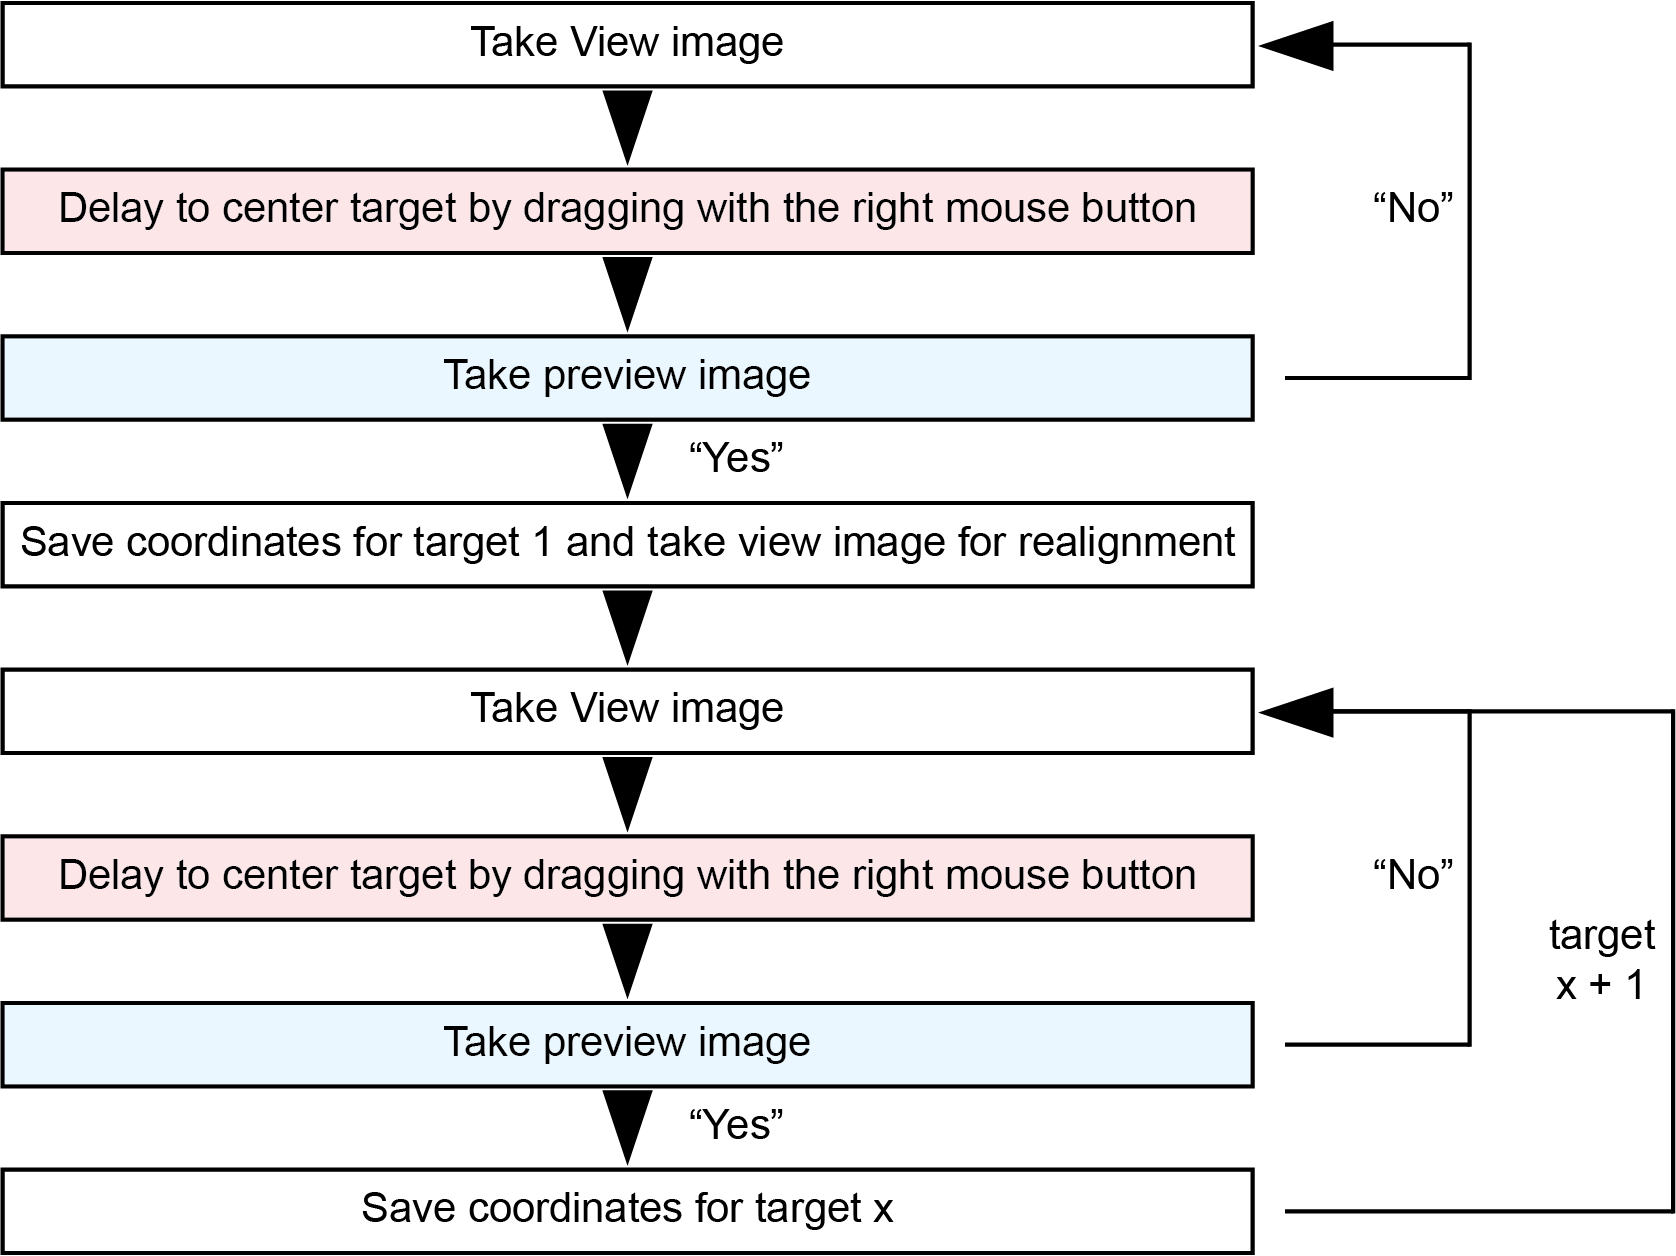 Take View image
Delay to center target by dragging with the right mouse button
“No”
Take preview image
“Yes”
Save coordinates for target 1 and take view image for realignment
Take View image
Delay to center target by dragging with the right mouse button
“No”
target
x + 1
Take preview image
“Yes”
Save coordinates for target x